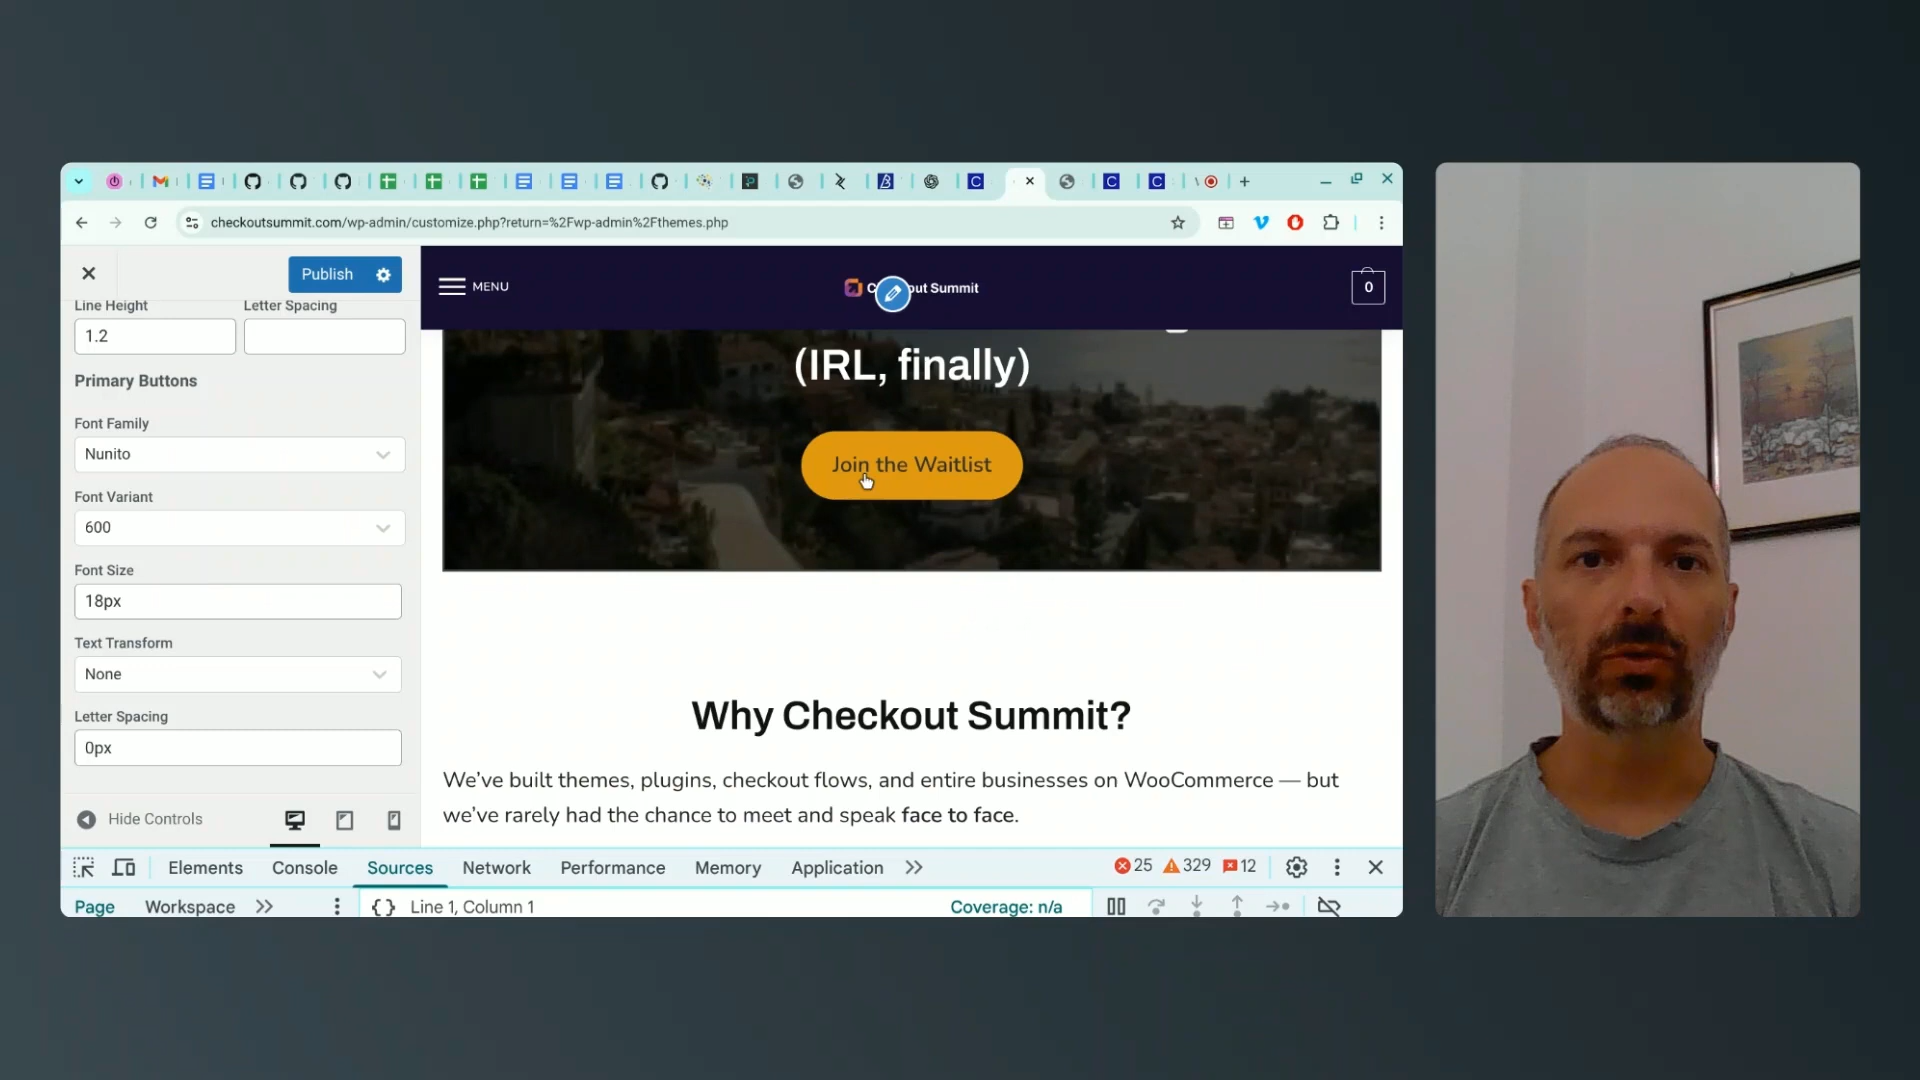 checkoutsummit.com/wp-admin/customize.php?return=%2Fwp-admin%2Fthemes.php
Publish
Line Height
Letter Spacing
1.2
Primary Buttons
Font Family
Nunito
Font Variant
600
Font Size
18px
Text Transform
None
Letter Spacing
0px
Hide Controls
MENU
out Summit
0
(IRL, finally)
Join the Waitlist
Why Checkout Summit?
We've built themes, plugins, checkout flows, and entire businesses on WooCommerce — but
we've rarely had the chance to meet and speak face to face.
Elements
Console
Sources
Network
Performance
Memory
Application
25
329
12
Page
Workspace
{ } Line 1, Column 1
Coverage: n/a